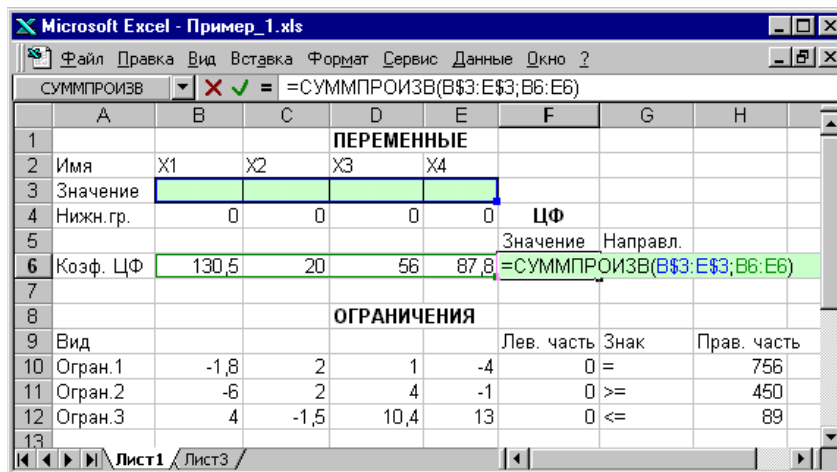 Microsoft Excel - Пример_1.xls
Файл Правка Вид Вставка Формат Сервис Данные Окно ?
СУММПРОИЗВ = =СУММПРОИЗВ(B$3:E$3;B6:E6)
A B C D E F G H
1 ПЕРЕМЕННЫЕ
2 Имя X1 X2 X3 X4
3 Значение
4 Нижн.гр. 0 0 0 0 ЦФ
5 Значение Направл.
6 Коэф. ЦФ 130,5 20 56 87,8 =СУММПРОИЗВ(B$3:E$3;B6:E6)
7
8 ОГРАНИЧЕНИЯ
9 Вид Лев. часть Знак Прав. часть
10 Огран.1 -1,8 2 1 -4 0 = 756
11 Огран.2 -6 2 4 -1 0 >= 450
12 Огран.3 4 -1,5 10,4 13 0 <= 89
13
Лист1 Лист3